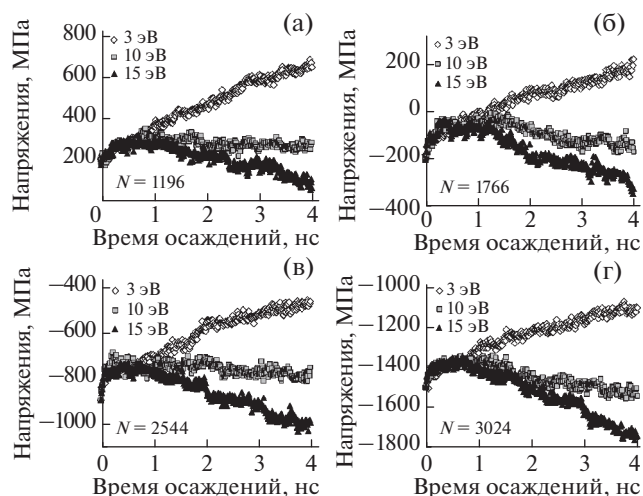 (а)
Напряжения, МПа
800
600
400
200
0 1 2 3 4
3 эВ
10 эВ
15 эВ
N = 1196
Время осаждений, нс
(б)
Напряжения, МПа
200
0
−200
−400
0 1 2 3 4
3 эВ
10 эВ
15 эВ
N = 1766
Время осаждений, нс
(в)
Напряжения, МПа
−400
−600
−800
−1000
0 1 2 3 4
3 эВ
10 эВ
15 эВ
N = 2544
Время осаждений, нс
(г)
Напряжения, МПа
−1000
−1200
−1400
−1600
−1800
0 1 2 3 4
3 эВ
10 эВ
15 эВ
N = 3024
Время осаждений, нс